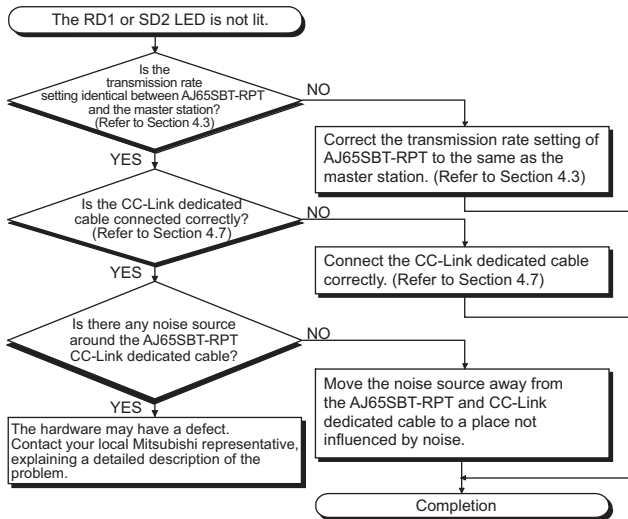 The RD1 or SD2 LED is not lit.
Is the
transmission rate
setting identical between AJ65SBT-RPT
and the master station?
(Refer to Section 4.3)
NO
YES
Correct the transmission rate setting of
AJ65SBT-RPT to the same as the
master station. (Refer to Section 4.3)
Is the CC-Link dedicated
cable connected correctly?
(Refer to Section 4.7)
NO
YES
Connect the CC-Link dedicated cable
correctly. (Refer to Section 4.7)
Is there any noise source
around the AJ65SBT-RPT
CC-Link dedicated cable?
NO
YES
Move the noise source away from
the AJ65SBT-RPT and CC-Link
dedicated cable to a place not
influenced by noise.
The hardware may have a defect.
Contact your local Mitsubishi representative,
explaining a detailed description of the
problem.
Completion